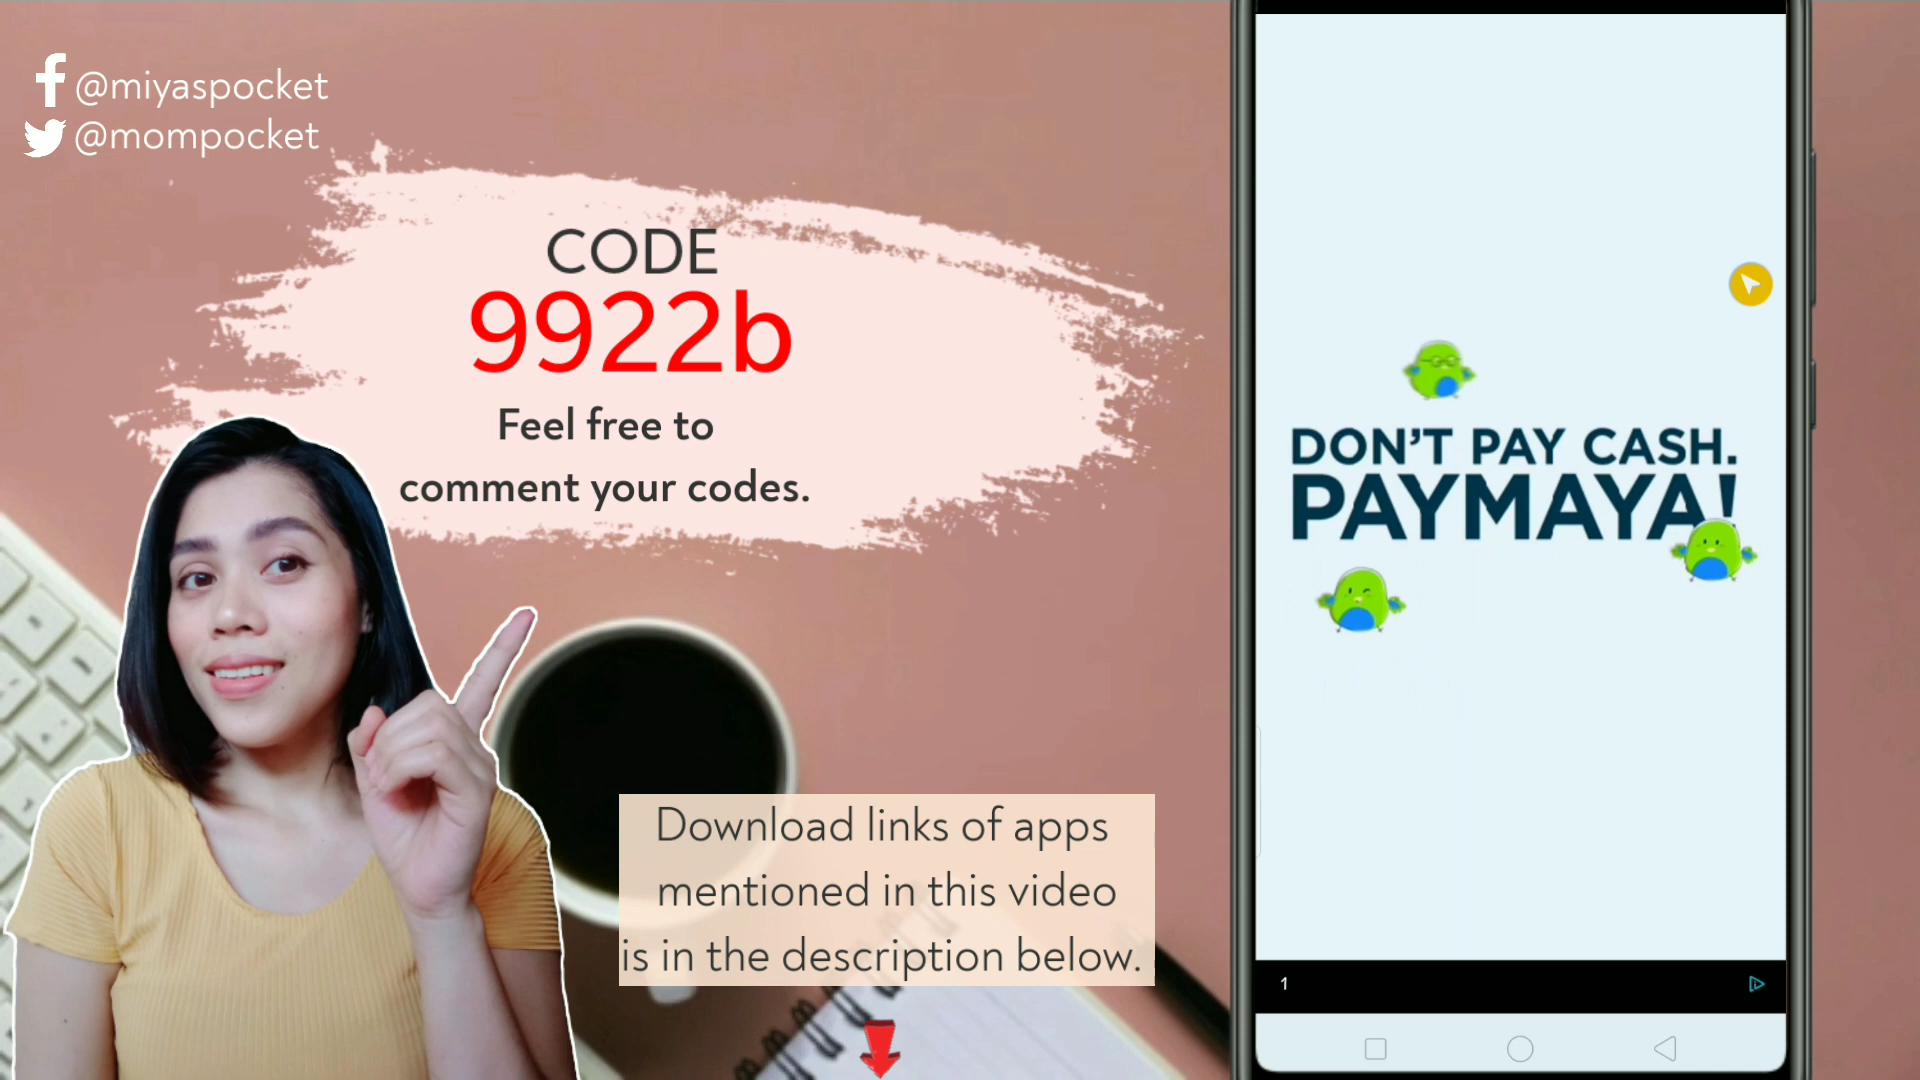 @miyaspocket
@mompocket
CODE
9922b
Feel free to
comment your codes.
Download links of apps
mentioned in this video
is in the description below.
DON'T PAY CASH.
PAYMAYA!
1